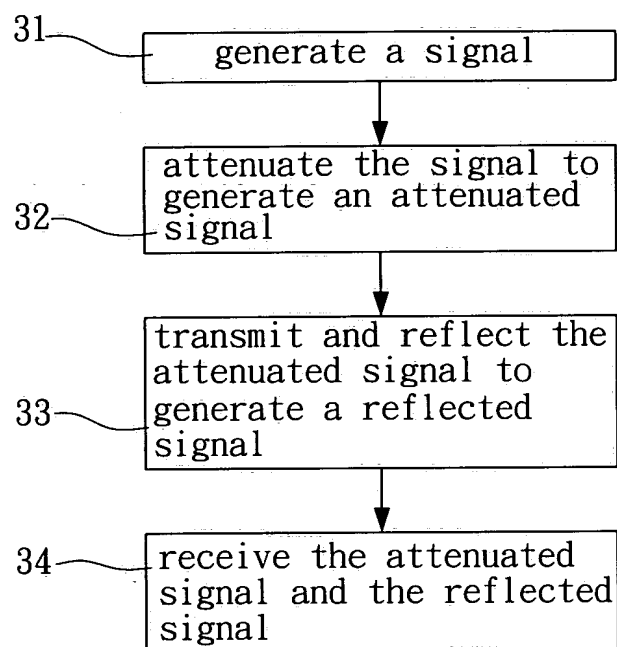 31
generate a signal
attenuate the signal to
generate an attenuated
signal
32
transmit and reflect the
attenuated signal to
generate a reflected
signal
33
34
receive the attenuated
signal and the reflected
signal